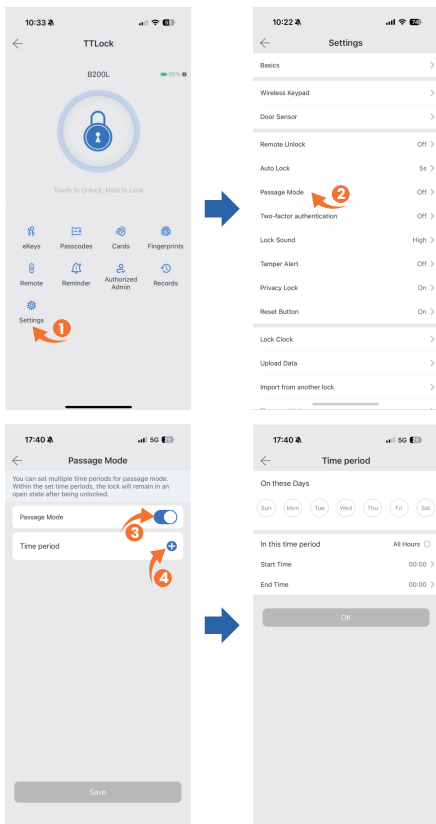 10:33
TTLock
B200L
90%
Touch to Unlock, Hold to Lock
eKeys
Passcodes
Cards
Fingerprints
Remote
Reminder
Authorized
Admin
Records
Settings
1
10:22
74
Settings
Basics
Wireless Keypad
Door Sensor
Remote Unlock
Off
Auto Lock
5s
Passage Mode
2
Off
Two-factor authentication
Off
Lock Sound
High
Tamper Alert
Off
Privacy Lock
On
Reset Button
On
Lock Clock
Upload Data
Import from another lock
17:40
5G
Passage Mode
You can set multiple time periods for passage mode.
Within the set time periods, the lock will remain in an
open state after being unlocked.
Passage Mode
3
Time period
4
Save
17:40
5G
Time period
On these Days
Sun
Mon
Tue
Wed
Thu
Fri
Sat
In this time period
All Hours
Start Time
00:00
End Time
00:00
OK